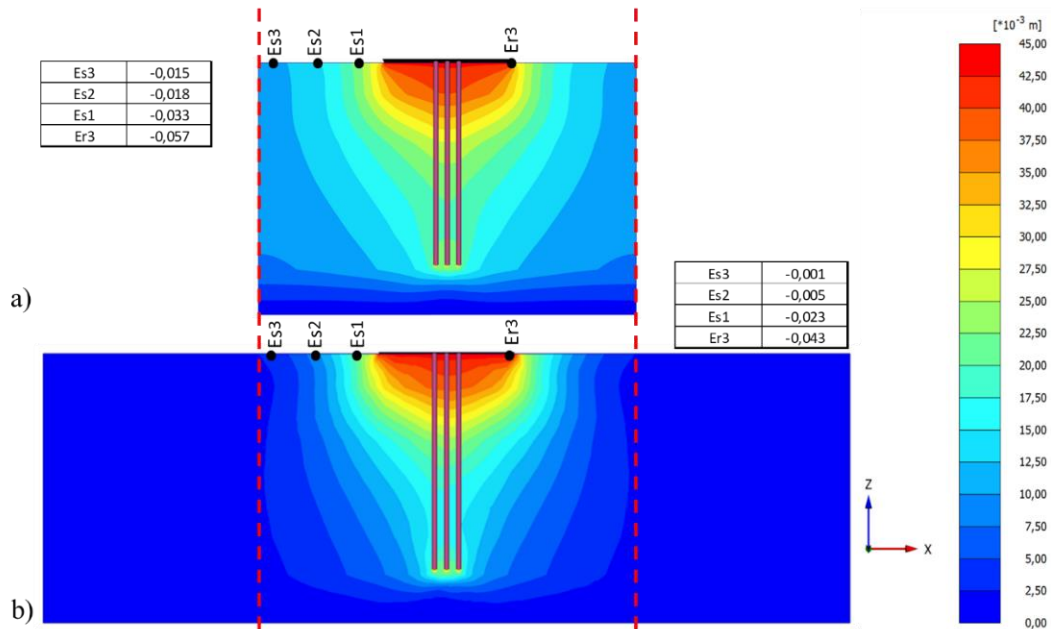 Es3
Es2
Es1
Er3
Es3 -0,015
Es2 -0,018
Es1 -0,033
Er3 -0,057
a)
Es3
Es2
Es1
Er3
Es3 -0,001
Es2 -0,005
Es1 -0,023
Er3 -0,043
b)
[*10⁻³ m]
45,00
42,50
40,00
37,50
35,00
32,50
30,00
27,50
25,00
22,50
20,00
17,50
15,00
12,50
10,00
7,50
5,00
2,50
0,00
Z
X